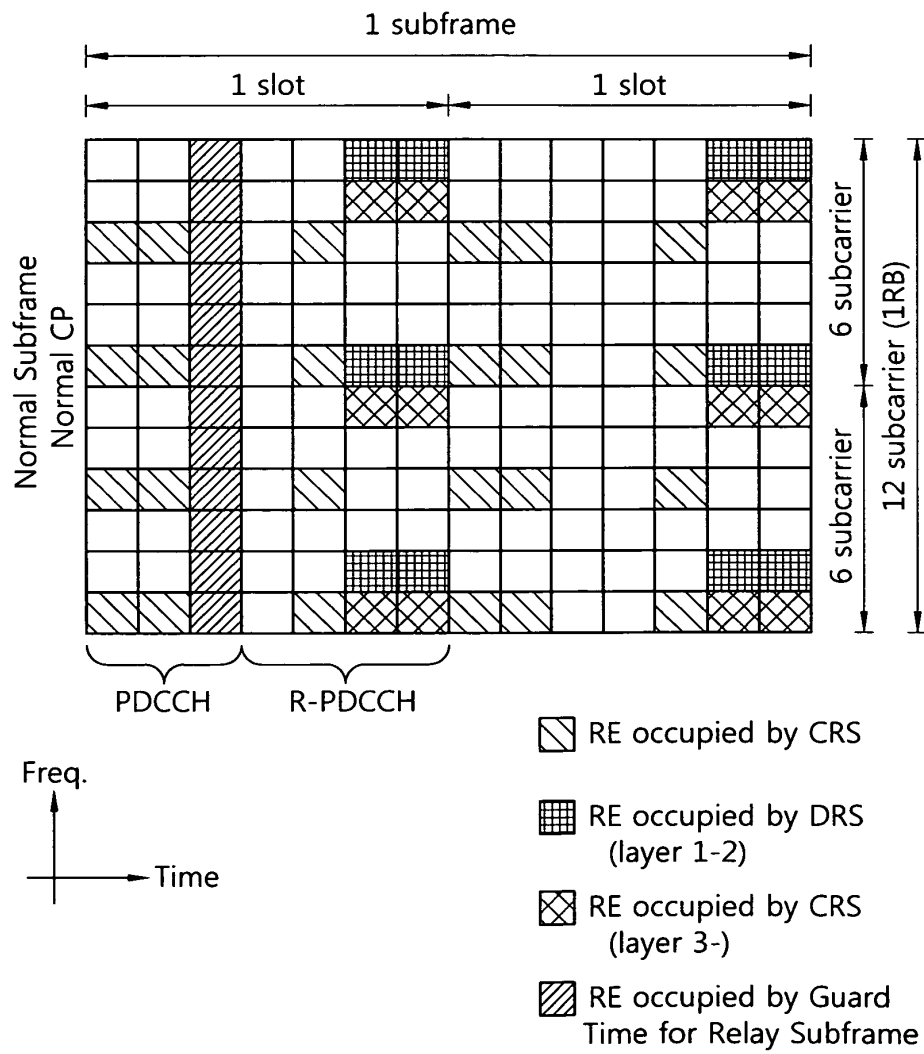 1 subframe
1 slot
1 slot
Normal Subframe
Normal CP
6 subcarrier
6 subcarrier
12 subcarrier (1RB)
PDCCH
R-PDCCH
Freq.
Time
RE occupied by CRS
RE occupied by DRS
(layer 1-2)
RE occupied by CRS
(layer 3-)
RE occupied by Guard
Time for Relay Subframe